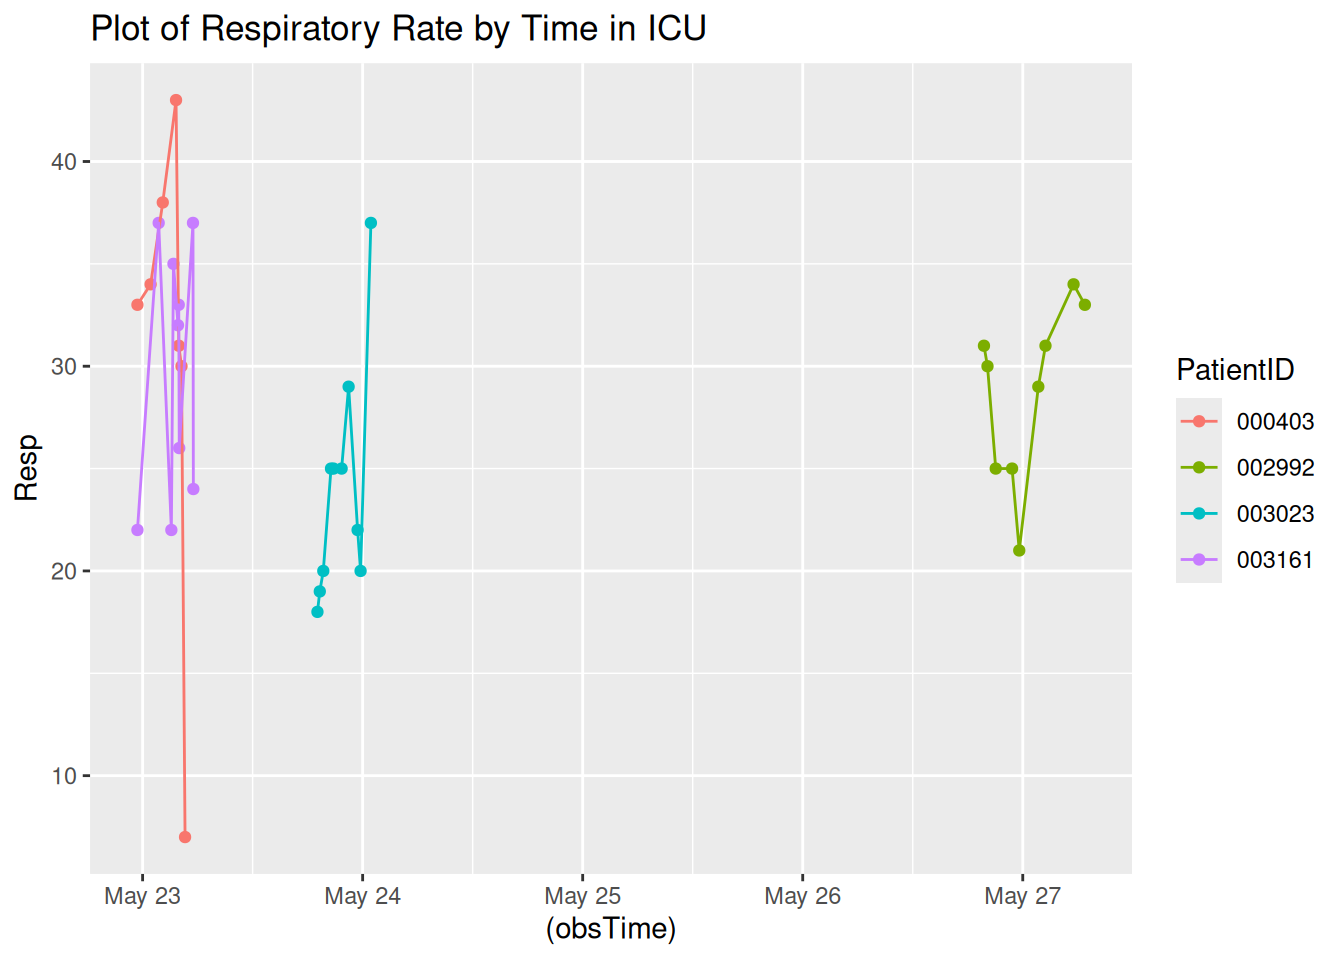 Plot of Respiratory Rate by Time in ICU
40
30
20
10
Resp
May 23
May 24
May 25
May 26
May 27
(obsTime)
PatientID
000403
002992
003023
003161